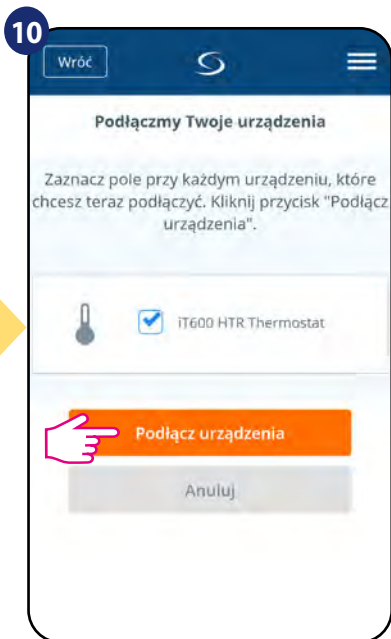 10
Wróć
Podłączmy Twoje urządzenia
Zaznacz pole przy każdym urządzeniu, które
chcesz teraz podłączyć. Kliknij przycisk "Podłącz
urządzenia".
iT600 HTR Thermostat
Podłącz urządzenia
Anuluj